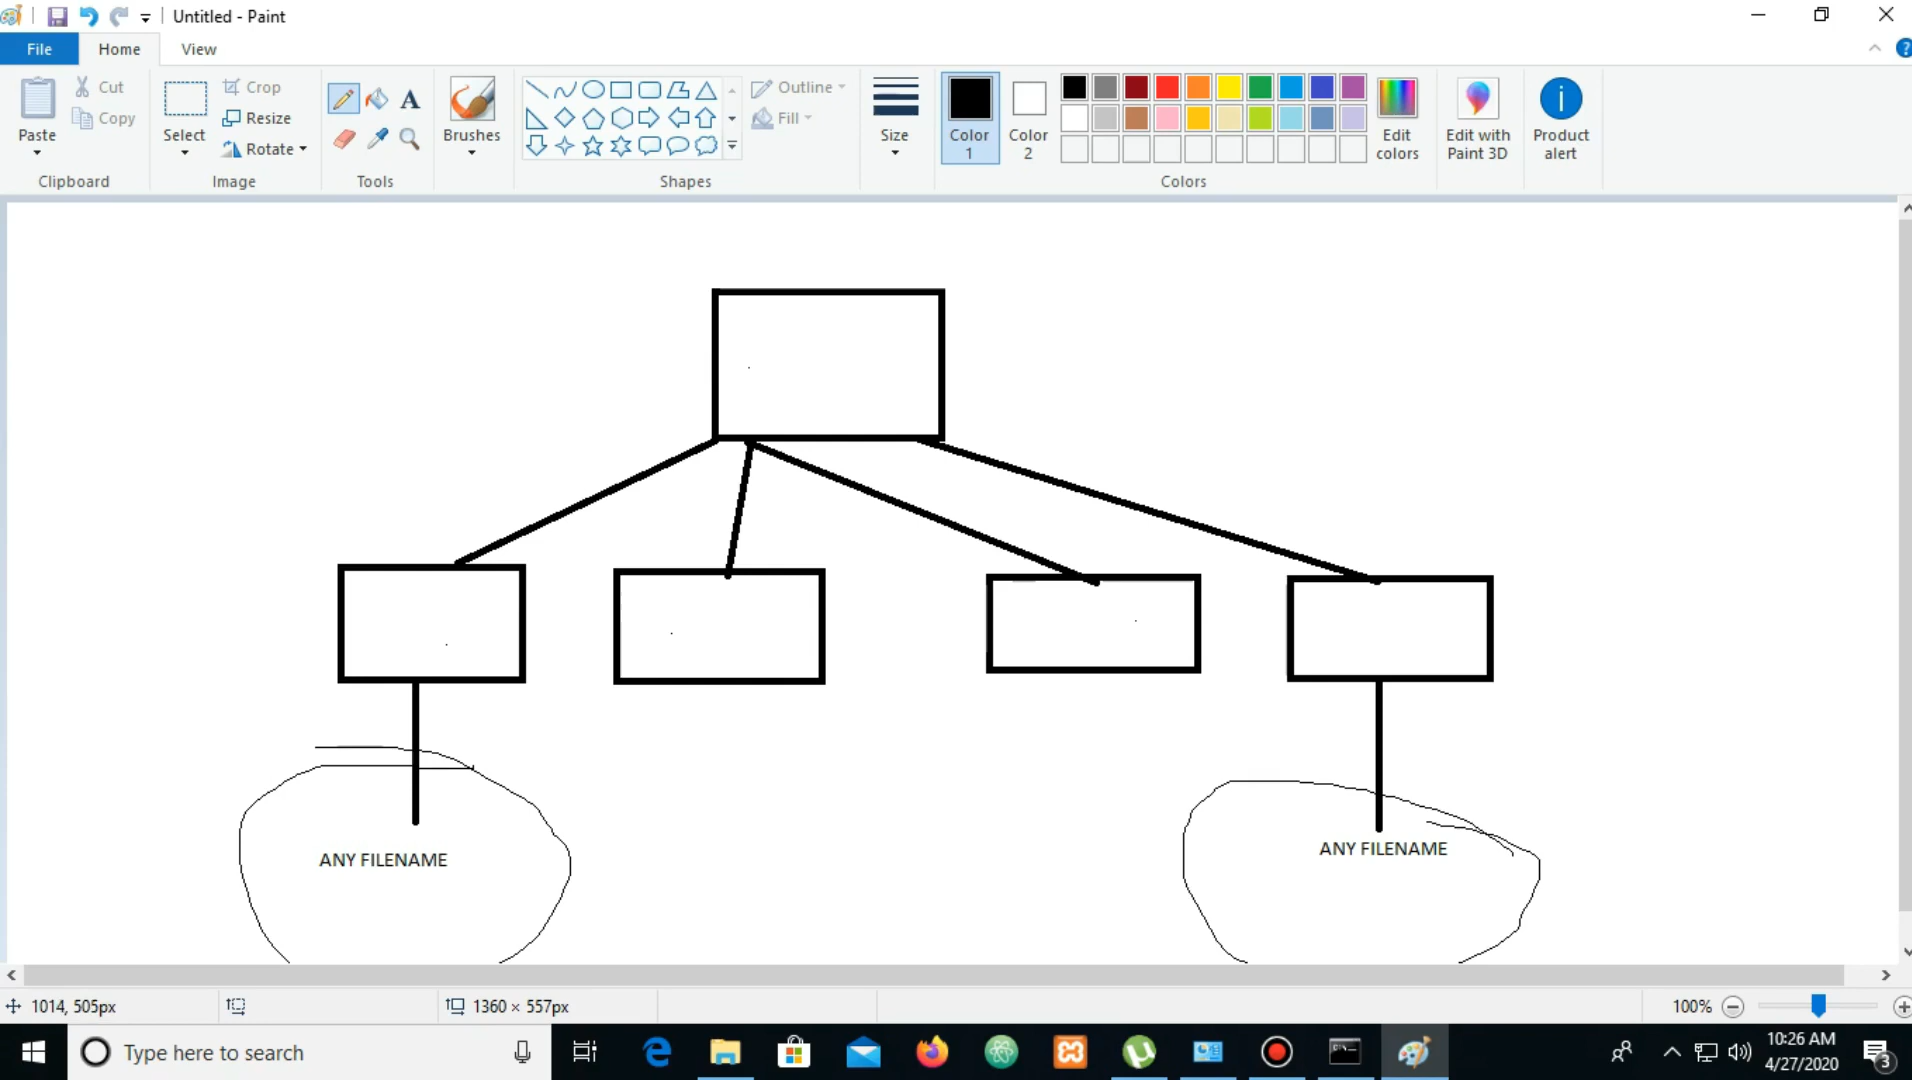 Untitled - Paint
File Home View
Paste Cut Copy Clipboard
Select Crop Resize Rotate Image
Tools
Brushes
Outline Fill Shapes
Size
Color 1
Color 2
Edit colors
Colors
Edit with Paint 3D
Product alert
ANY FILENAME
ANY FILENAME
1014, 505px
1360 × 557px
100%
Type here to search
10:26 AM
4/27/2020
3